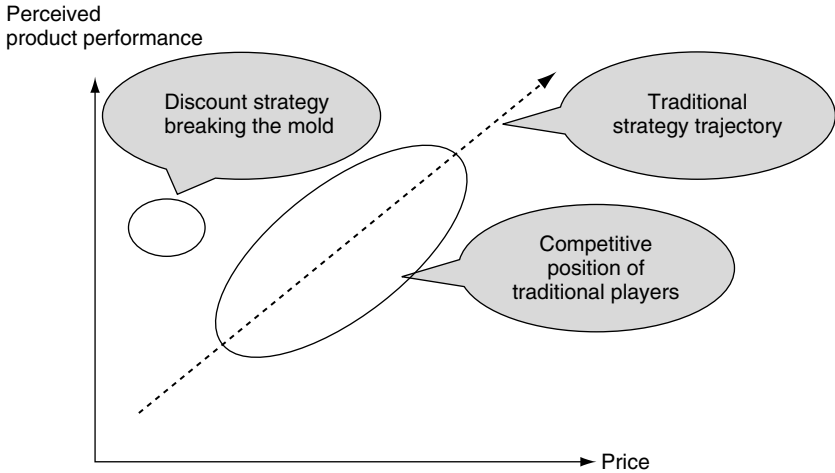 Perceived
product performance
Discount strategy
breaking the mold
Traditional
strategy trajectory
Competitive
position of
traditional players
Price